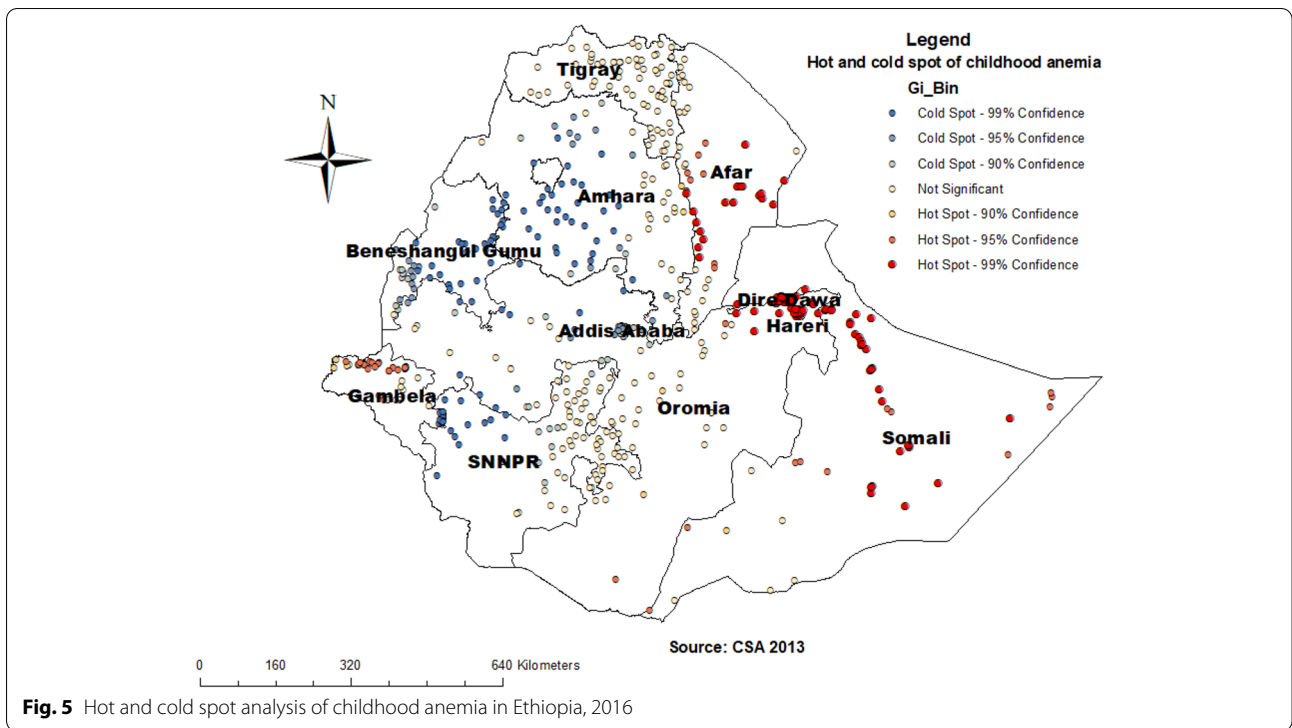 Legend
Hot and cold spot of childhood anemia
Gi_Bin
Cold Spot - 99% Confidence
Cold Spot - 95% Confidence
Cold Spot - 90% Confidence
Not Significant
Hot Spot - 90% Confidence
Hot Spot - 95% Confidence
Hot Spot - 99% Confidence
N
Tigray
Afar
Amhara
Beneshangul Gumu
Dire Dawa
Hareri
Addis Ababa
Gambela
Oromia
Somali
SNNPR
Source: CSA 2013
0 160 320 640 Kilometers
Fig. 5 Hot and cold spot analysis of childhood anemia in Ethiopia, 2016